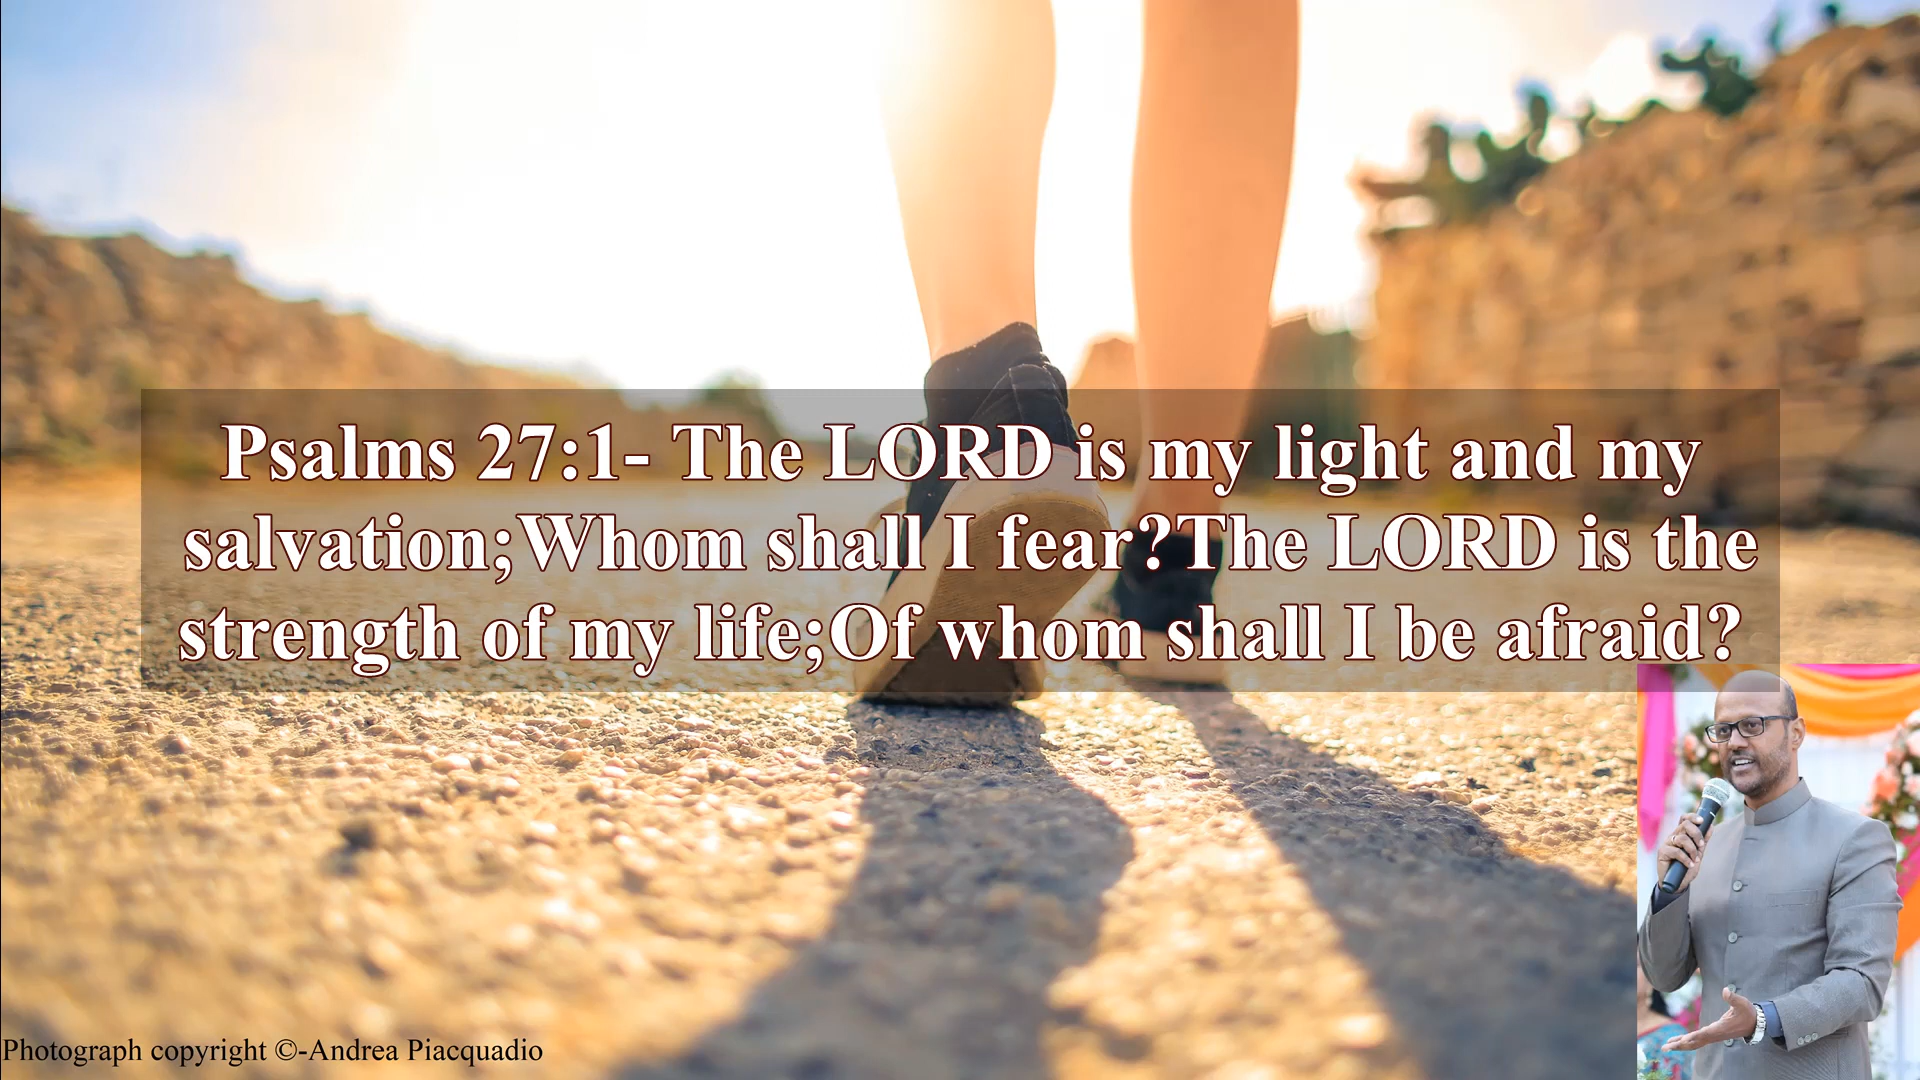 Psalms 27:1- The LORD is my light and my
salvation;Whom shall I fear?The LORD is the
strength of my life;Of whom shall I be afraid?
Photograph copyright ©-Andrea Piacquadio